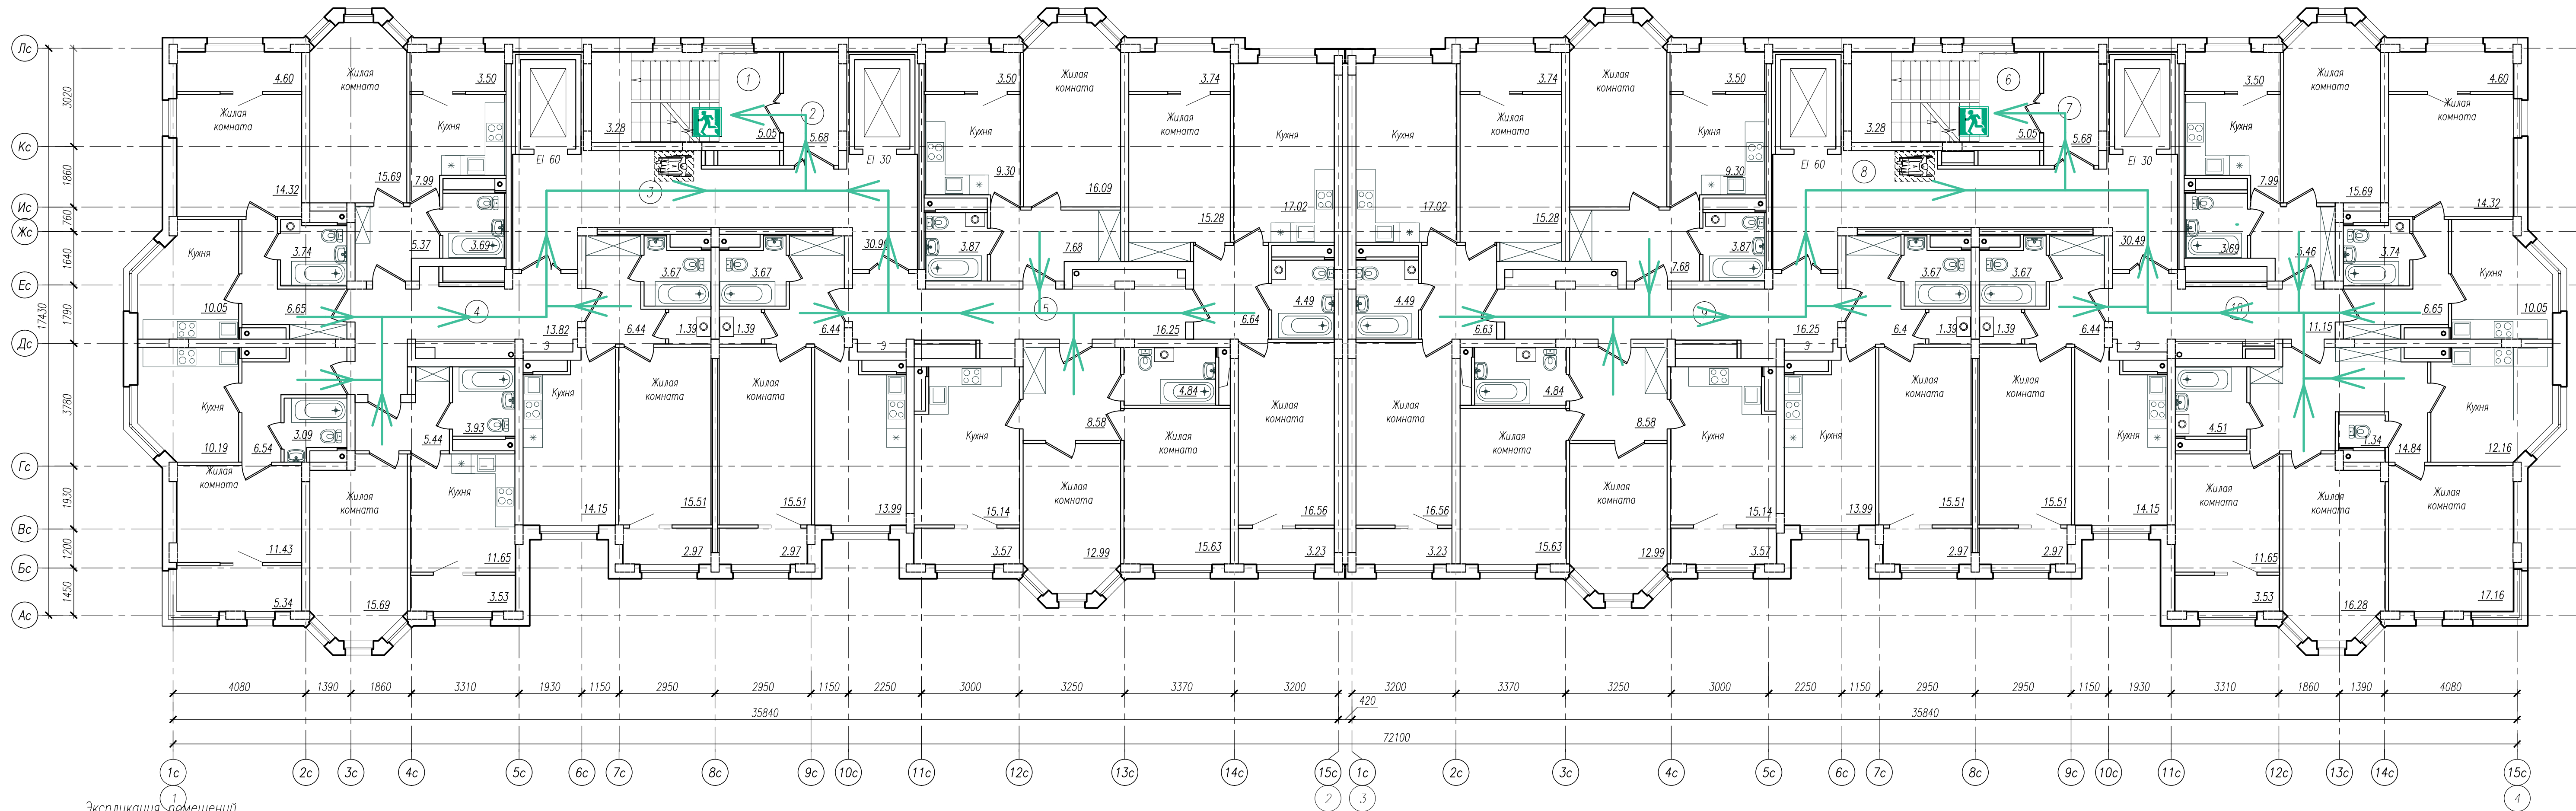 Лс
Кс
Ис
Жс
Ес
Дс
Гс
Вс
Бс
Ас
3020
1860
760
1640
1790
3780
1930
1200
1450
17430
4.60
Жилая
комната
14.32
Жилая
комната
15.69
3.50
Кухня
7.99
EI 60
3.28
1
2
5.05
5.68
EI 30
3
30.90
3.50
Кухня
9.30
Жилая
комната
16.09
3.74
Жилая
комната
15.28
Кухня
17.02
Кухня
10.05
3.74
6.65
5.37
3.69
4
13.82
3.67
3.67
6.44
1.39
1.39
6.44
3.87
7.68
5
16.25
4.49
6.64
Э
Э
Кухня
10.19
6.54
3.09
5.44
3.93
Кухня
14.15
Жилая
комната
15.51
Жилая
комната
15.51
13.99
Кухня
15.14
8.58
4.84
Жилая
комната
12.99
Жилая
комната
15.63
Жилая
комната
16.56
Жилая
комната
11.43
5.34
Жилая
комната
15.69
Кухня
11.65
3.53
2.97
2.97
3.57
3.23
Кухня
17.02
3.74
Жилая
комната
15.28
Жилая
комната
3.50
Кухня
9.30
EI 60
3.28
6
7
5.05
5.68
EI 30
8
30.49
3.50
Кухня
7.99
Жилая
комната
15.69
4.60
Жилая
комната
14.32
4.49
6.63
7.68
3.87
9
16.25
3.67
3.67
6.4
1.39
1.39
6.44
3.69
10
11.15
3.74
6.65
Кухня
10.05
Э
Э
Жилая
комната
16.56
3.23
4.84
Жилая
комната
15.63
8.58
Жилая
комната
12.99
Кухня
15.14
3.57
Кухня
13.99
Жилая
комната
15.51
2.97
Жилая
комната
15.51
2.97
Кухня
14.15
4.51
1.34
14.84
Кухня
12.16
Жилая
комната
11.65
3.53
Жилая
комната
16.28
Жилая
комната
17.16
4080
1390
1860
3310
1930
1150
2950
2950
1150
2250
3000
3250
3370
3200
3200
3370
3250
3000
2250
1150
2950
2950
1150
1930
3310
1860
1390
4080
35840
420
35840
72100
1с
2с
3с
4с
5с
6с
7с
8с
9с
10с
11с
12с
13с
14с
15с
1с
2с
3с
4с
5с
6с
7с
8с
9с
10с
11с
12с
13с
14с
15с
1
2
3
4
Экспликация помещений